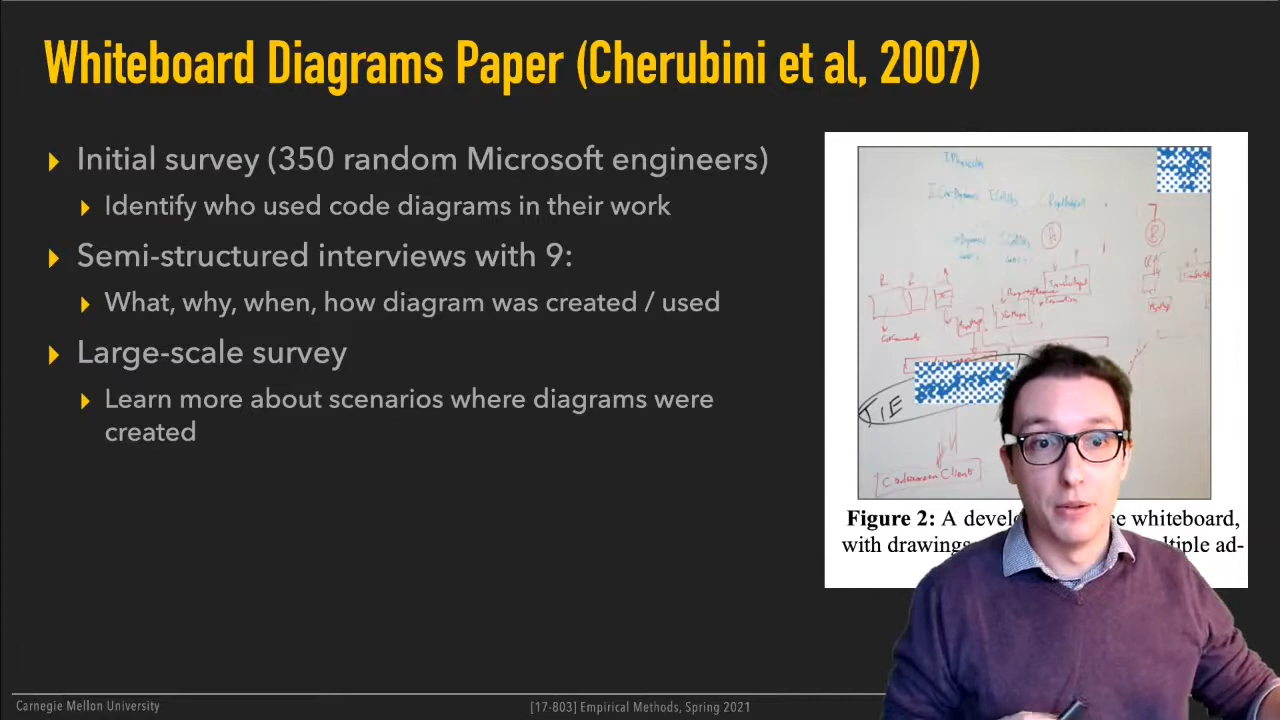 Whiteboard Diagrams Paper (Cherubini et al, 2007)
Initial survey (350 random Microsoft engineers)
Identify who used code diagrams in their work
Semi-structured interviews with 9:
What, why, when, how diagram was created / used
Large-scale survey
Learn more about scenarios where diagrams were
created
TIE
Client
Figure 2: A whiteboard,
with drawings
Carnegie Mellon University
[17-803] Empirical Methods, Spring 2021